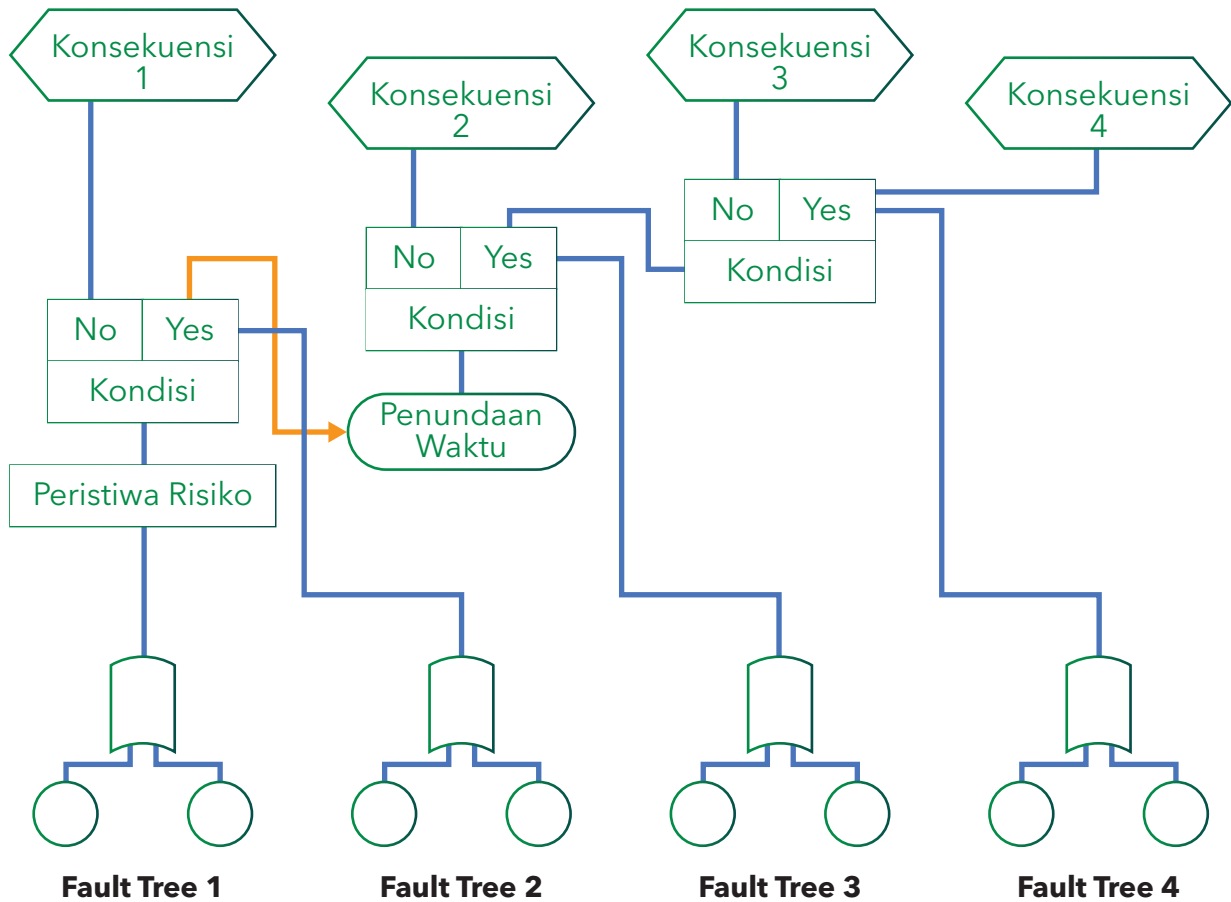 Konsekuensi
1
Konsekuensi
2
Konsekuensi
3
Konsekuensi
4
No
Yes
Kondisi
No
Yes
Kondisi
No
Yes
Kondisi
Penundaan
Waktu
Peristiwa Risiko
Fault Tree 1
Fault Tree 2
Fault Tree 3
Fault Tree 4